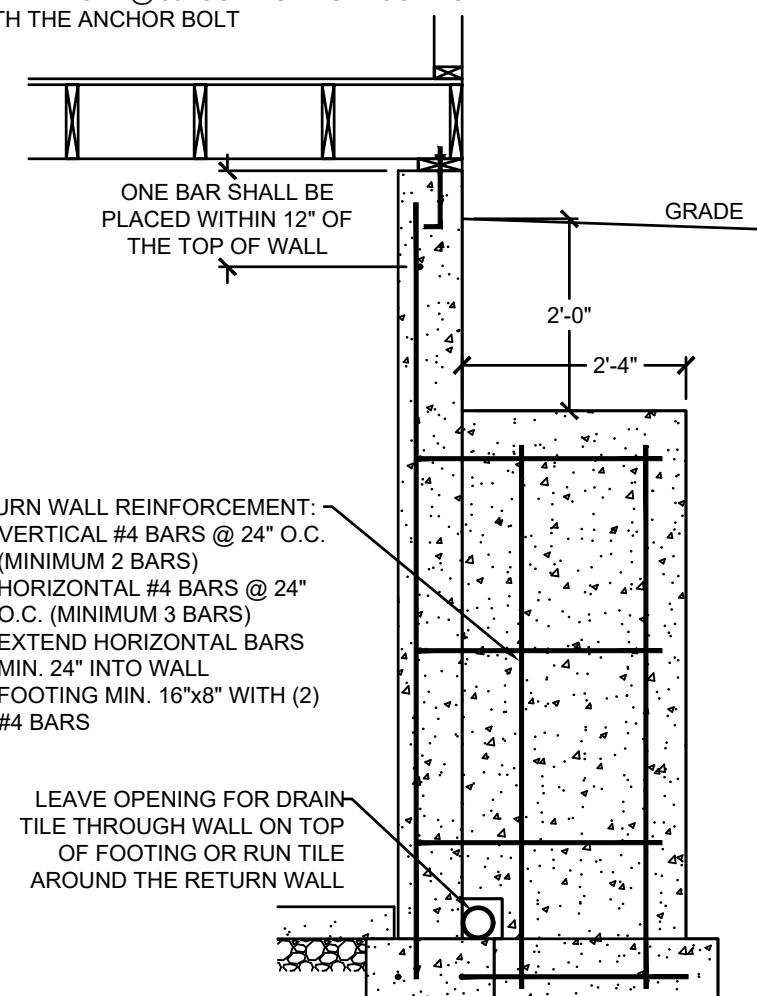 TH THE ANCHOR BOLT
ONE BAR SHALL BE
PLACED WITHIN 12" OF
THE TOP OF WALL
GRADE
2'-0"
2'-4"
URN WALL REINFORCEMENT:
VERTICAL #4 BARS @ 24" O.C.
(MINIMUM 2 BARS)
HORIZONTAL #4 BARS @ 24"
O.C. (MINIMUM 3 BARS)
EXTEND HORIZONTAL BARS
MIN. 24" INTO WALL
FOOTING MIN. 16"x8" WITH (2)
#4 BARS
LEAVE OPENING FOR DRAIN
TILE THROUGH WALL ON TOP
OF FOOTING OR RUN TILE
AROUND THE RETURN WALL